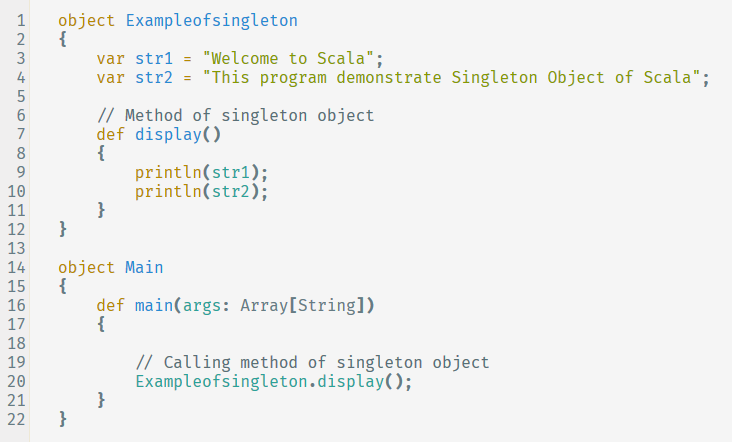 1 object Exampleofsingleton
2 {
3     var str1 = "Welcome to Scala";
4     var str2 = "This program demonstrate Singleton Object of Scala";
5
6     // Method of singleton object
7     def display()
8     {
9         println(str1);
10         println(str2);
11     }
12 }
13
14 object Main
15 {
16     def main(args: Array[String])
17     {
18
19         // Calling method of singleton object
20         Exampleofsingleton.display();
21     }
22 }